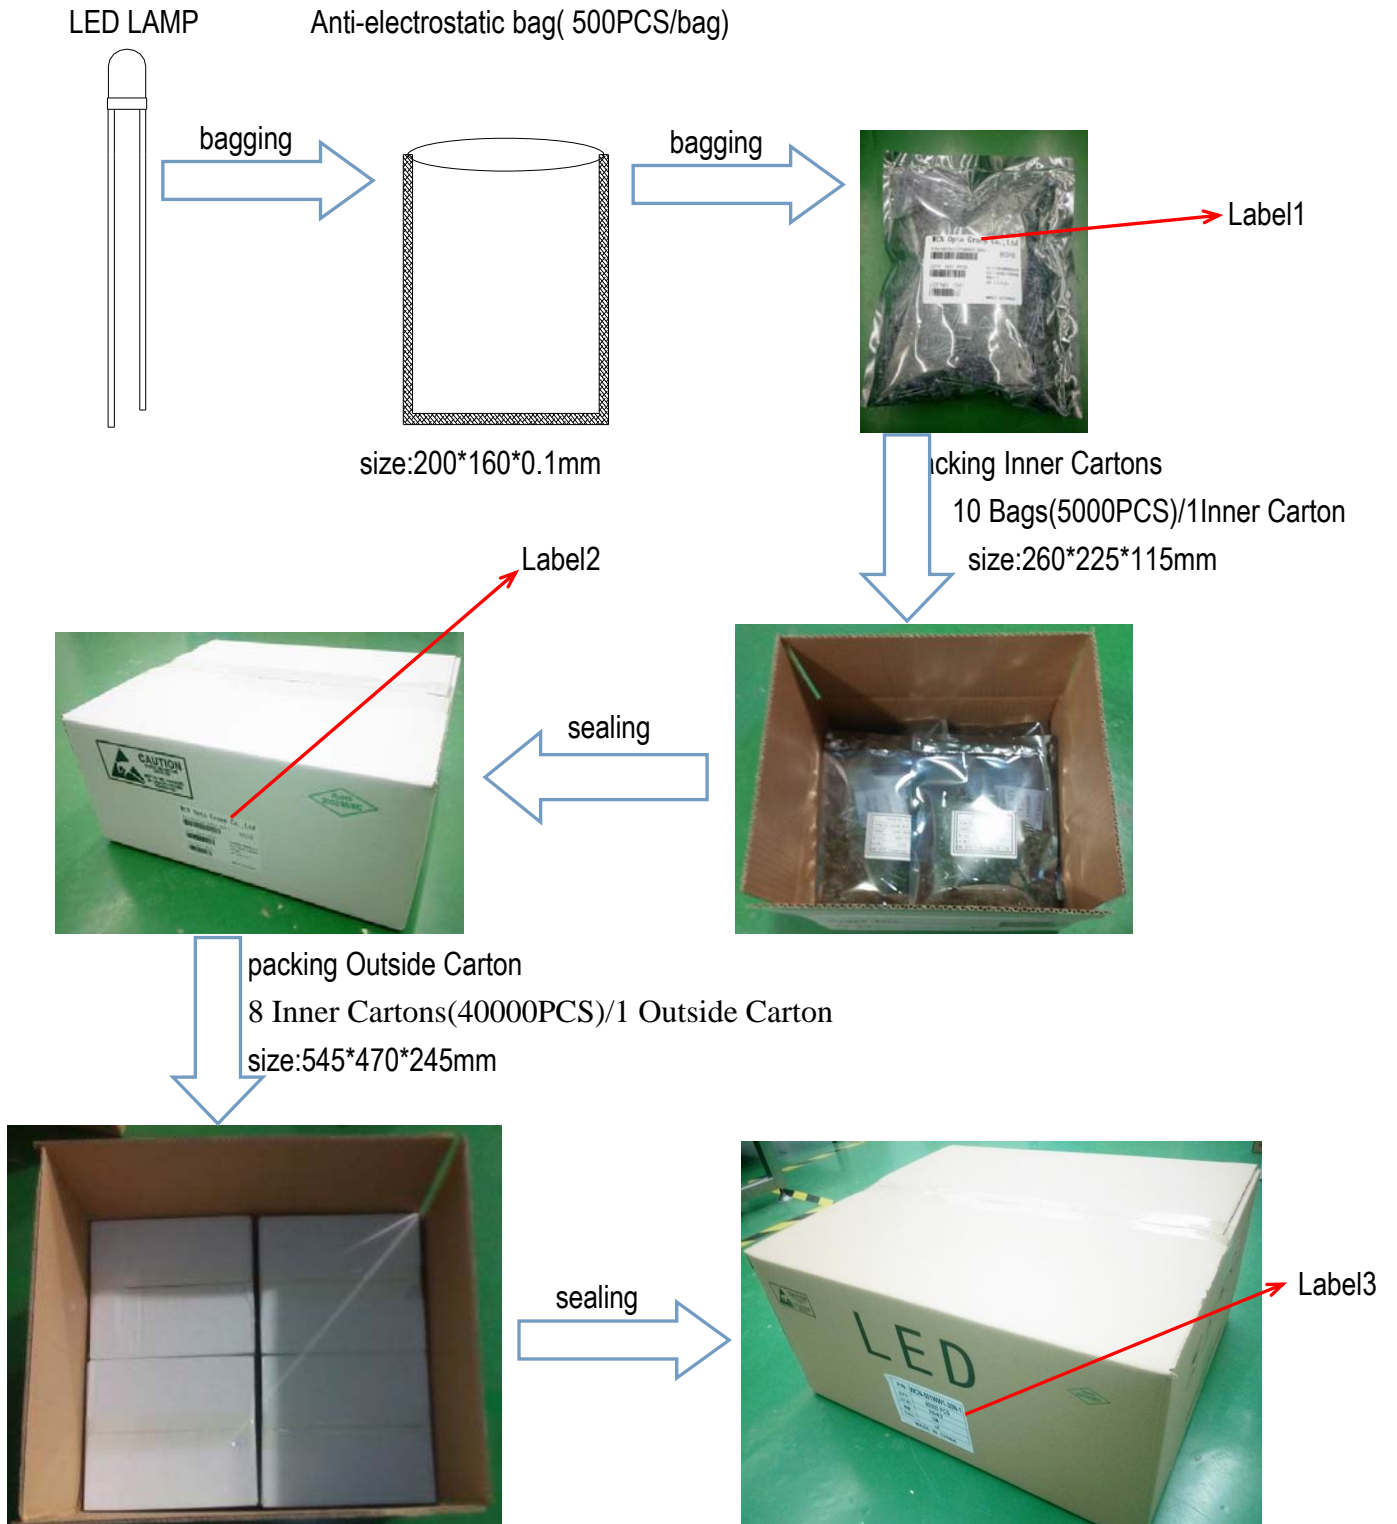 LED LAMP
Anti-electrostatic bag( 500PCS/bag)
bagging
bagging
Label1
size:200*160*0.1mm
acking Inner Cartons
10 Bags(5000PCS)/1Inner Carton
size:260*225*115mm
Label2
sealing
CAUTION
packing Outside Carton
8 Inner Cartons(40000PCS)/1 Outside Carton
size:545*470*245mm
sealing
Label3
LED